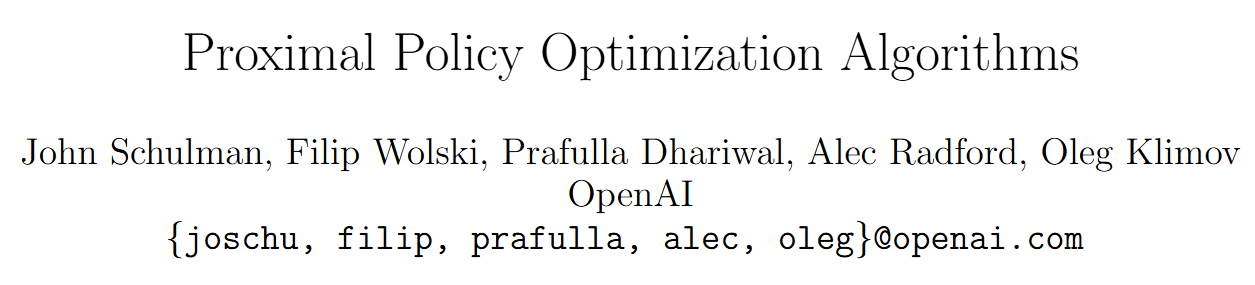 Proximal Policy Optimization Algorithms
John Schulman, Filip Wolski, Prafulla Dhariwal, Alec Radford, Oleg Klimov
OpenAI
{joschu, filip, prafulla, alec, oleg}@openai.com